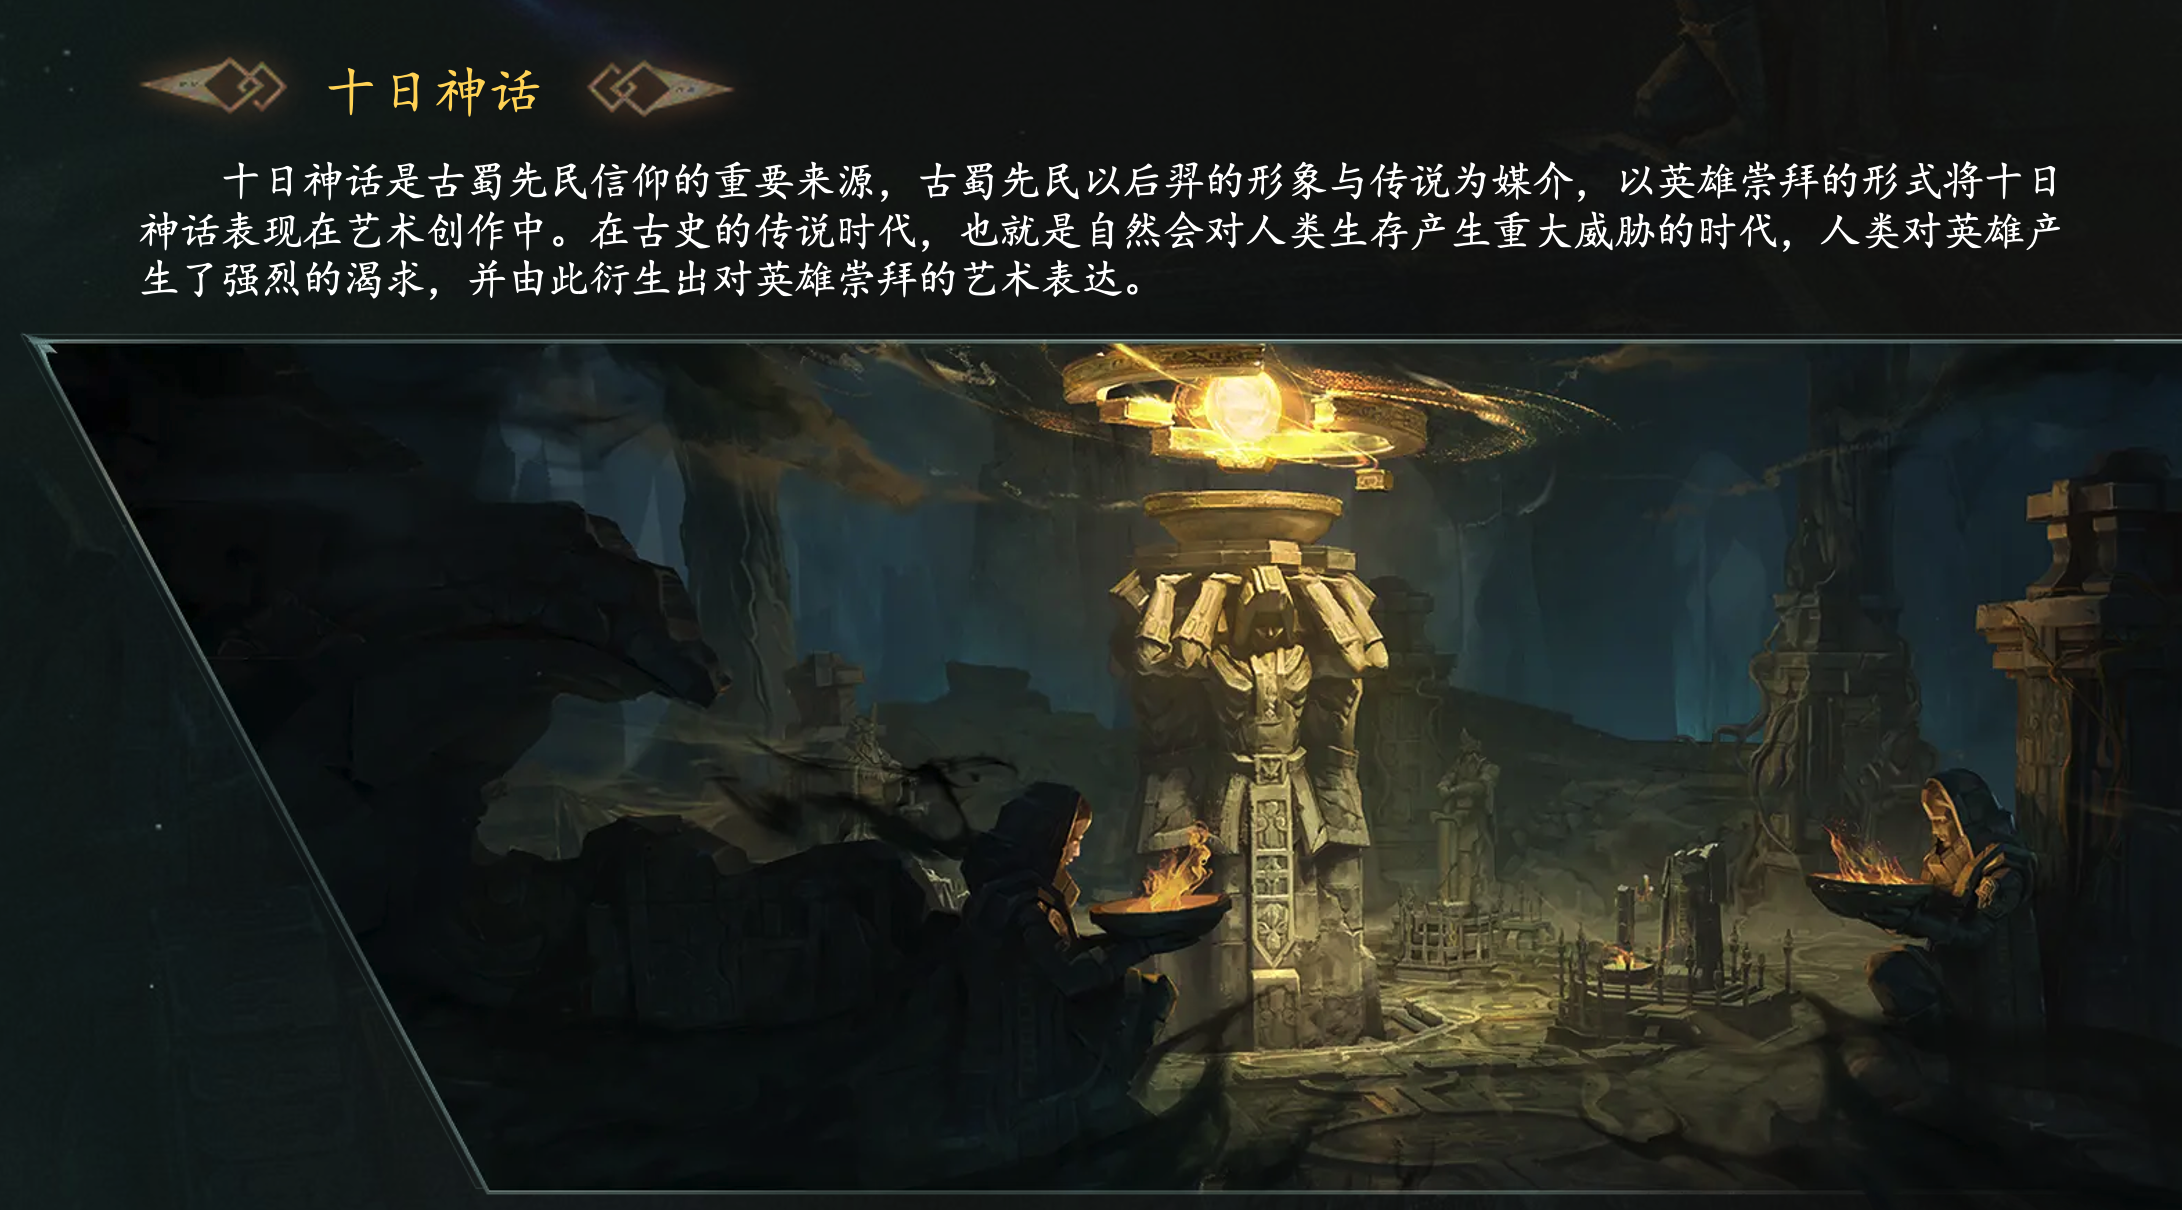 十日神话
十日神话是古蜀先民信仰的重要来源，古蜀先民以后羿的形象与传说为媒介，以英雄崇拜的形式将十日
神话表现在艺术创作中。在古史的传说时代，也就是自然会对人类生存产生重大威胁的时代，人类对英雄产
生了强烈的渴求，并由此衍生出对英雄崇拜的艺术表达。